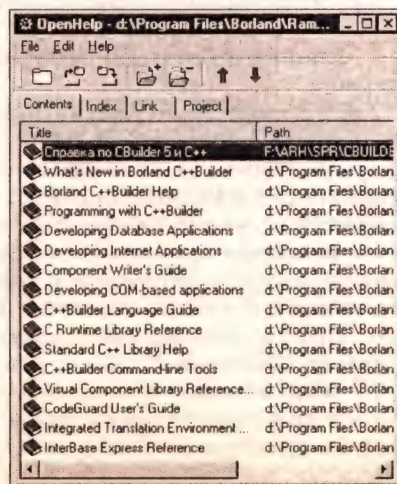 OpenHelp - d:\Program Files\Borland\Ram...
File Edit Help
Contents Index Link Project
Title Path
Справка по CBuilder 5 и C++ F:\ARH\SPR\CBUILDE
What's New in Borland C++Builder d:\Program Files\Borlan
Borland C++Builder Help d:\Program Files\Borlan
Programming with C++Builder d:\Program Files\Borlan
Developing Database Applications d:\Program Files\Borlan
Developing Internet Applications d:\Program Files\Borlan
Component Writer's Guide d:\Program Files\Borlan
Developing COM-based applications d:\Program Files\Borlan
C++Builder Language Guide d:\Program Files\Borlan
C Runtime Library Reference d:\Program Files\Borlan
Standard C++ Library Help d:\Program Files\Borlan
C++Builder Command-line Tools d:\Program Files\Borlan
Visual Component Library Reference... d:\Program Files\Borlan
CodeGuard User's Guide d:\Program Files\Borlan
Integrated Translation Environment ... d:\Program Files\Borlan
InterBase Express Reference d:\Program Files\Borlan